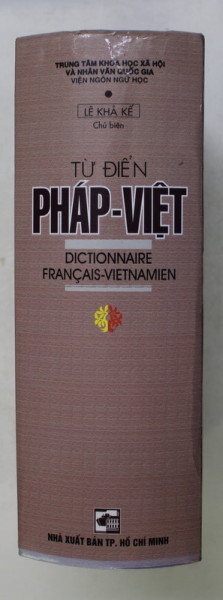 TRUNG TÂM KHOA HỌC XÃ HỘI
VÀ NHÂN VĂN QUỐC GIA
VIỆN NGÔN NGỮ HỌC
LÊ KHẢ KẾ
Chủ biên
TỪ ĐIỂN
PHÁP-VIỆT
DICTIONNAIRE
FRANÇAIS-VIETNAMIEN
NHÀ XUẤT BẢN TP. HỒ CHÍ MINH